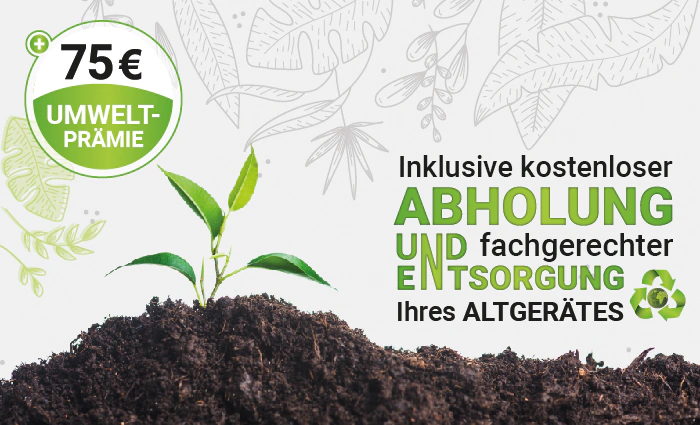 +
75 €
UMWELT-
PRÄMIE
Inklusive kostenloser
ABHOLUNG
UND fachgerechter
ENTSORGUNG
Ihres ALTGERÄTES